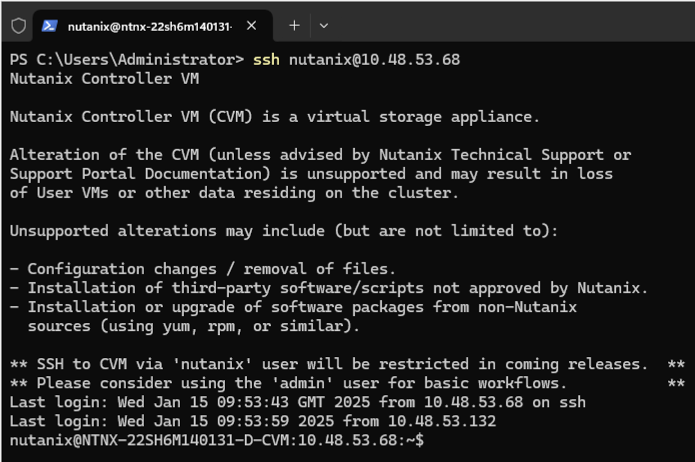 nutanix@ntnx-22sh6m140131-
PS C:\Users\Administrator> ssh nutanix@10.48.53.68
Nutanix Controller VM
Nutanix Controller VM (CVM) is a virtual storage appliance.
Alteration of the CVM (unless advised by Nutanix Technical Support or
Support Portal Documentation) is unsupported and may result in loss
of User VMs or other data residing on the cluster.
Unsupported alterations may include (but are not limited to):
- Configuration changes / removal of files.
- Installation of third-party software/scripts not approved by Nutanix.
- Installation or upgrade of software packages from non-Nutanix
sources (using yum, rpm, or similar).
** SSH to CVM via 'nutanix' user will be restricted in coming releases. **
** Please consider using the 'admin' user for basic workflows. **
Last login: Wed Jan 15 09:53:43 GMT 2025 from 10.48.53.68 on ssh
Last login: Wed Jan 15 09:53:59 2025 from 10.48.53.132
nutanix@NTNX-22SH6M140131-D-CVM:10.48.53.68:~$